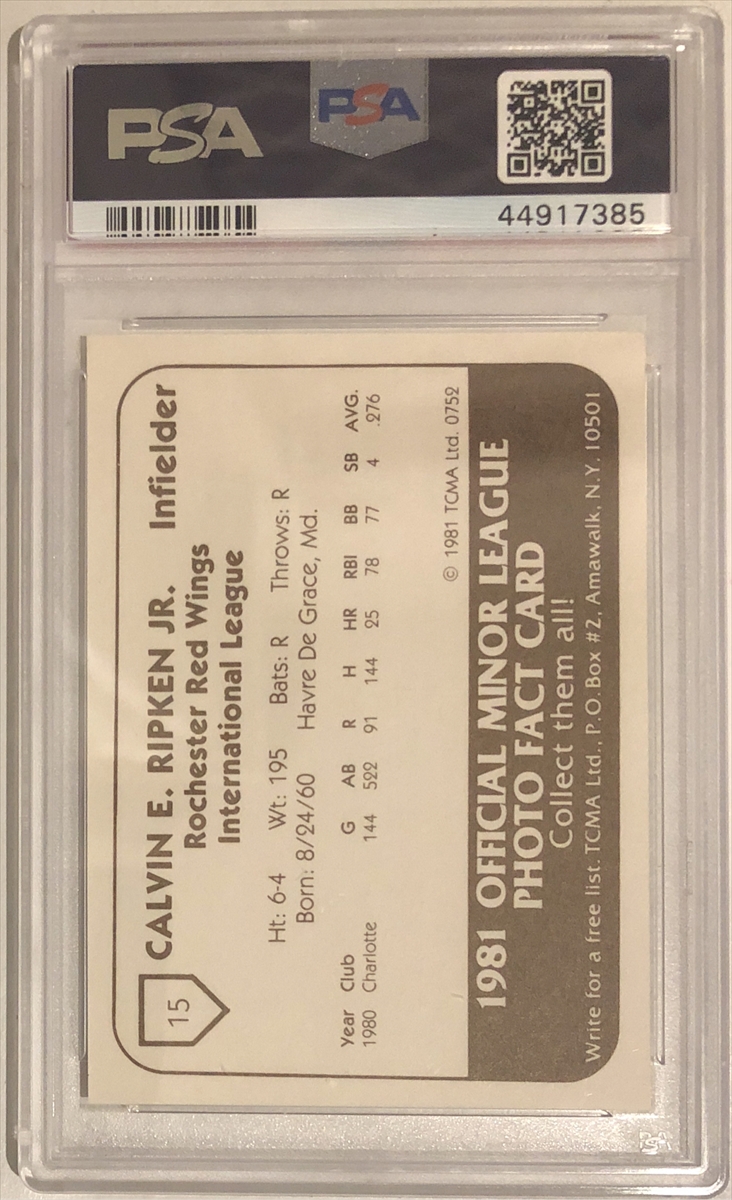 PSA
PSA
44917385
15
CALVIN E. RIPKEN JR. Infielder
Rochester Red Wings
International League
Ht: 6-4 Wt: 195 Bats: R Throws: R
Born: 8/24/60 Havre De Grace, Md.
Year Club G AB R H HR RBI BB SB AVG.
1980 Charlotte 144 522 91 144 25 78 77 4 .276
© 1981 TCMA Ltd. 0752
1981 OFFICIAL MINOR LEAGUE
PHOTO FACT CARD
Collect them all!
Write for a free list. TCMA Ltd., P.O. Box #2, Amawalk, N.Y. 10501
PSA